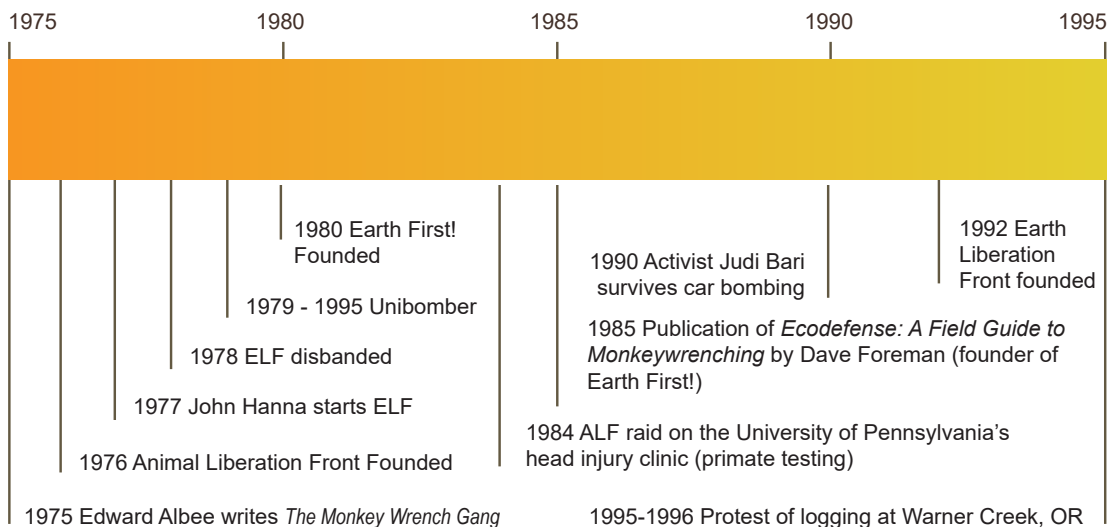 1975 1980 1985 1990 1995
1980 Earth First!
Founded
1992 Earth
Liberation
Front founded
1990 Activist Judi Bari
survives car bombing
1979 - 1995 Unibomber
1985 Publication of Ecodefense: A Field Guide to
Monkeywrenching by Dave Foreman (founder of
Earth First!)
1978 ELF disbanded
1977 John Hanna starts ELF
1984 ALF raid on the University of Pennsylvania’s
head injury clinic (primate testing)
1976 Animal Liberation Front Founded
1975 Edward Albee writes The Monkey Wrench Gang
1995-1996 Protest of logging at Warner Creek, OR